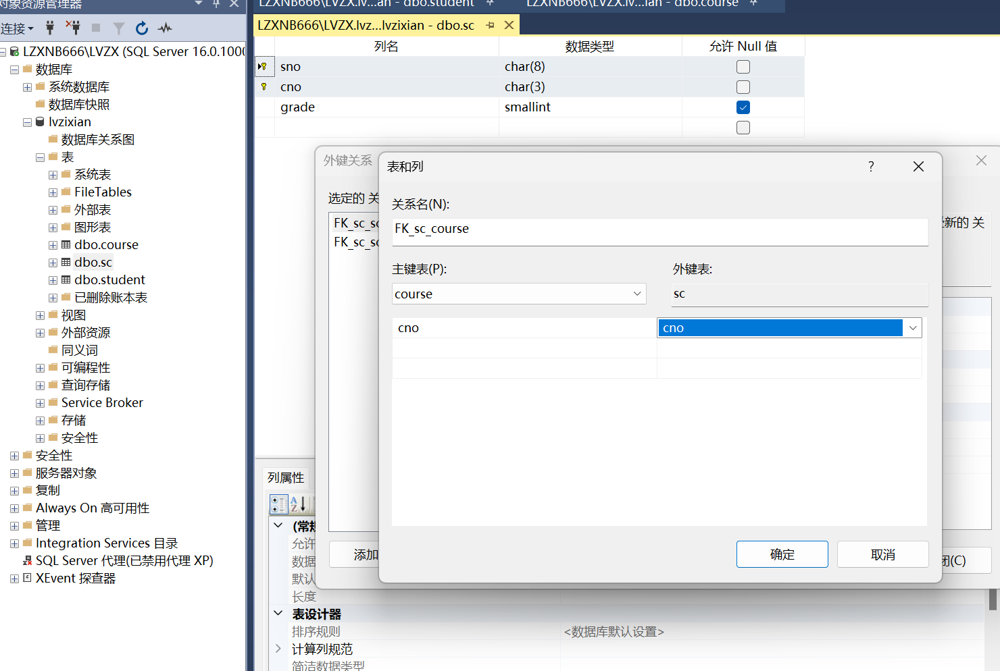 对象资源管理器
连接
LZXNB666\LVZX (SQL Server 16.0.100
数据库
系统数据库
数据库快照
lvzixian
数据库关系图
表
系统表
FileTables
外部表
图形表
dbo.course
dbo.sc
dbo.student
已删除账本表
视图
外部资源
同义词
可编程性
查询存储
Service Broker
存储
安全性
安全性
服务器对象
复制
Always On 高可用性
管理
Integration Services 目录
SQL Server 代理(已禁用代理 XP)
XEvent 探查器
LZXNB666\LVZX.lv...an - dbo.student
LZXNB666\LVZX.lv...ian - dbo.course
LZXNB666\LVZX.lvz...lvzixian - dbo.sc
列名 数据类型 允许 Null 值
sno char(8)
cno char(3)
grade smallint
外键关系
选定的 关
FK_sc_sc
FK_sc_sc
新的 关
添加
闭(C)
表和列
?
关系名(N):
FK_sc_course
主键表(P): 外键表:
course sc
cno cno
确定 取消
列属性
(常规
允许
数据
默认
长度
表设计器
排序规则 <数据库默认设置>
计算列规范
简洁数据类型